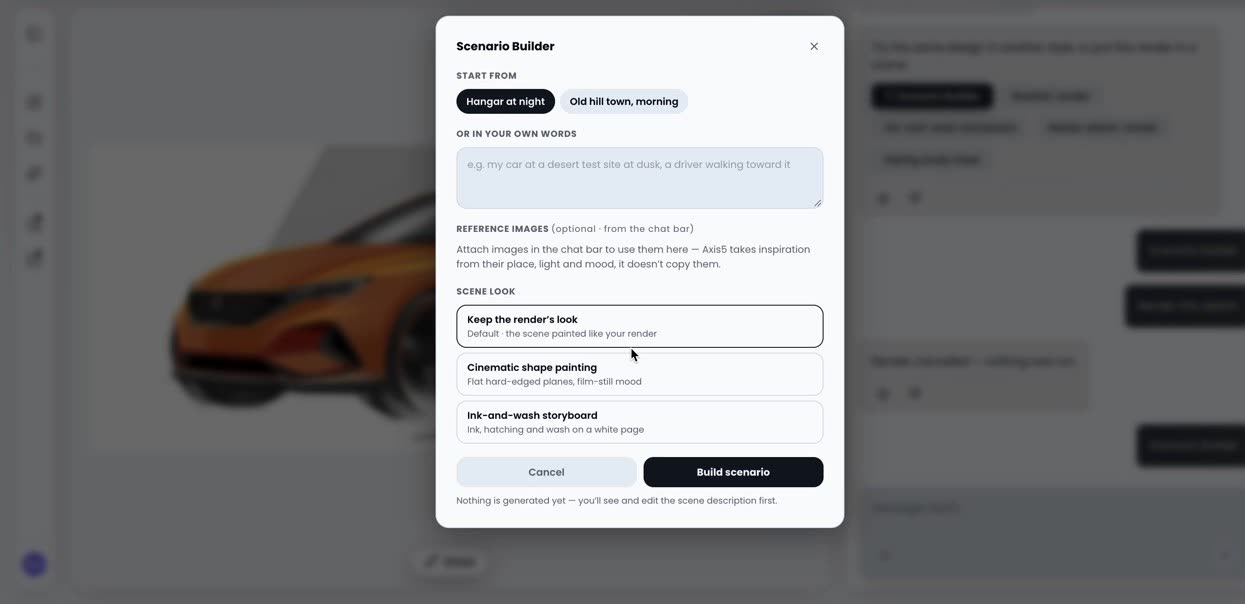 Scenario Builder
START FROM
Hangar at night
Old hill town, morning
OR IN YOUR OWN WORDS
e.g. my car at a desert test site at dusk, a driver walking toward it
REFERENCE IMAGES (optional · from the chat bar)
Attach images in the chat bar to use them here — Axis5 takes inspiration
from their place, light and mood, it doesn’t copy them.
SCENE LOOK
Keep the render’s look
Default · the scene painted like your render
Cinematic shape painting
Flat hard-edged planes, film-still mood
Ink-and-wash storyboard
Ink, hatching and wash on a white page
Cancel
Build scenario
Nothing is generated yet — you’ll see and edit the scene description first.